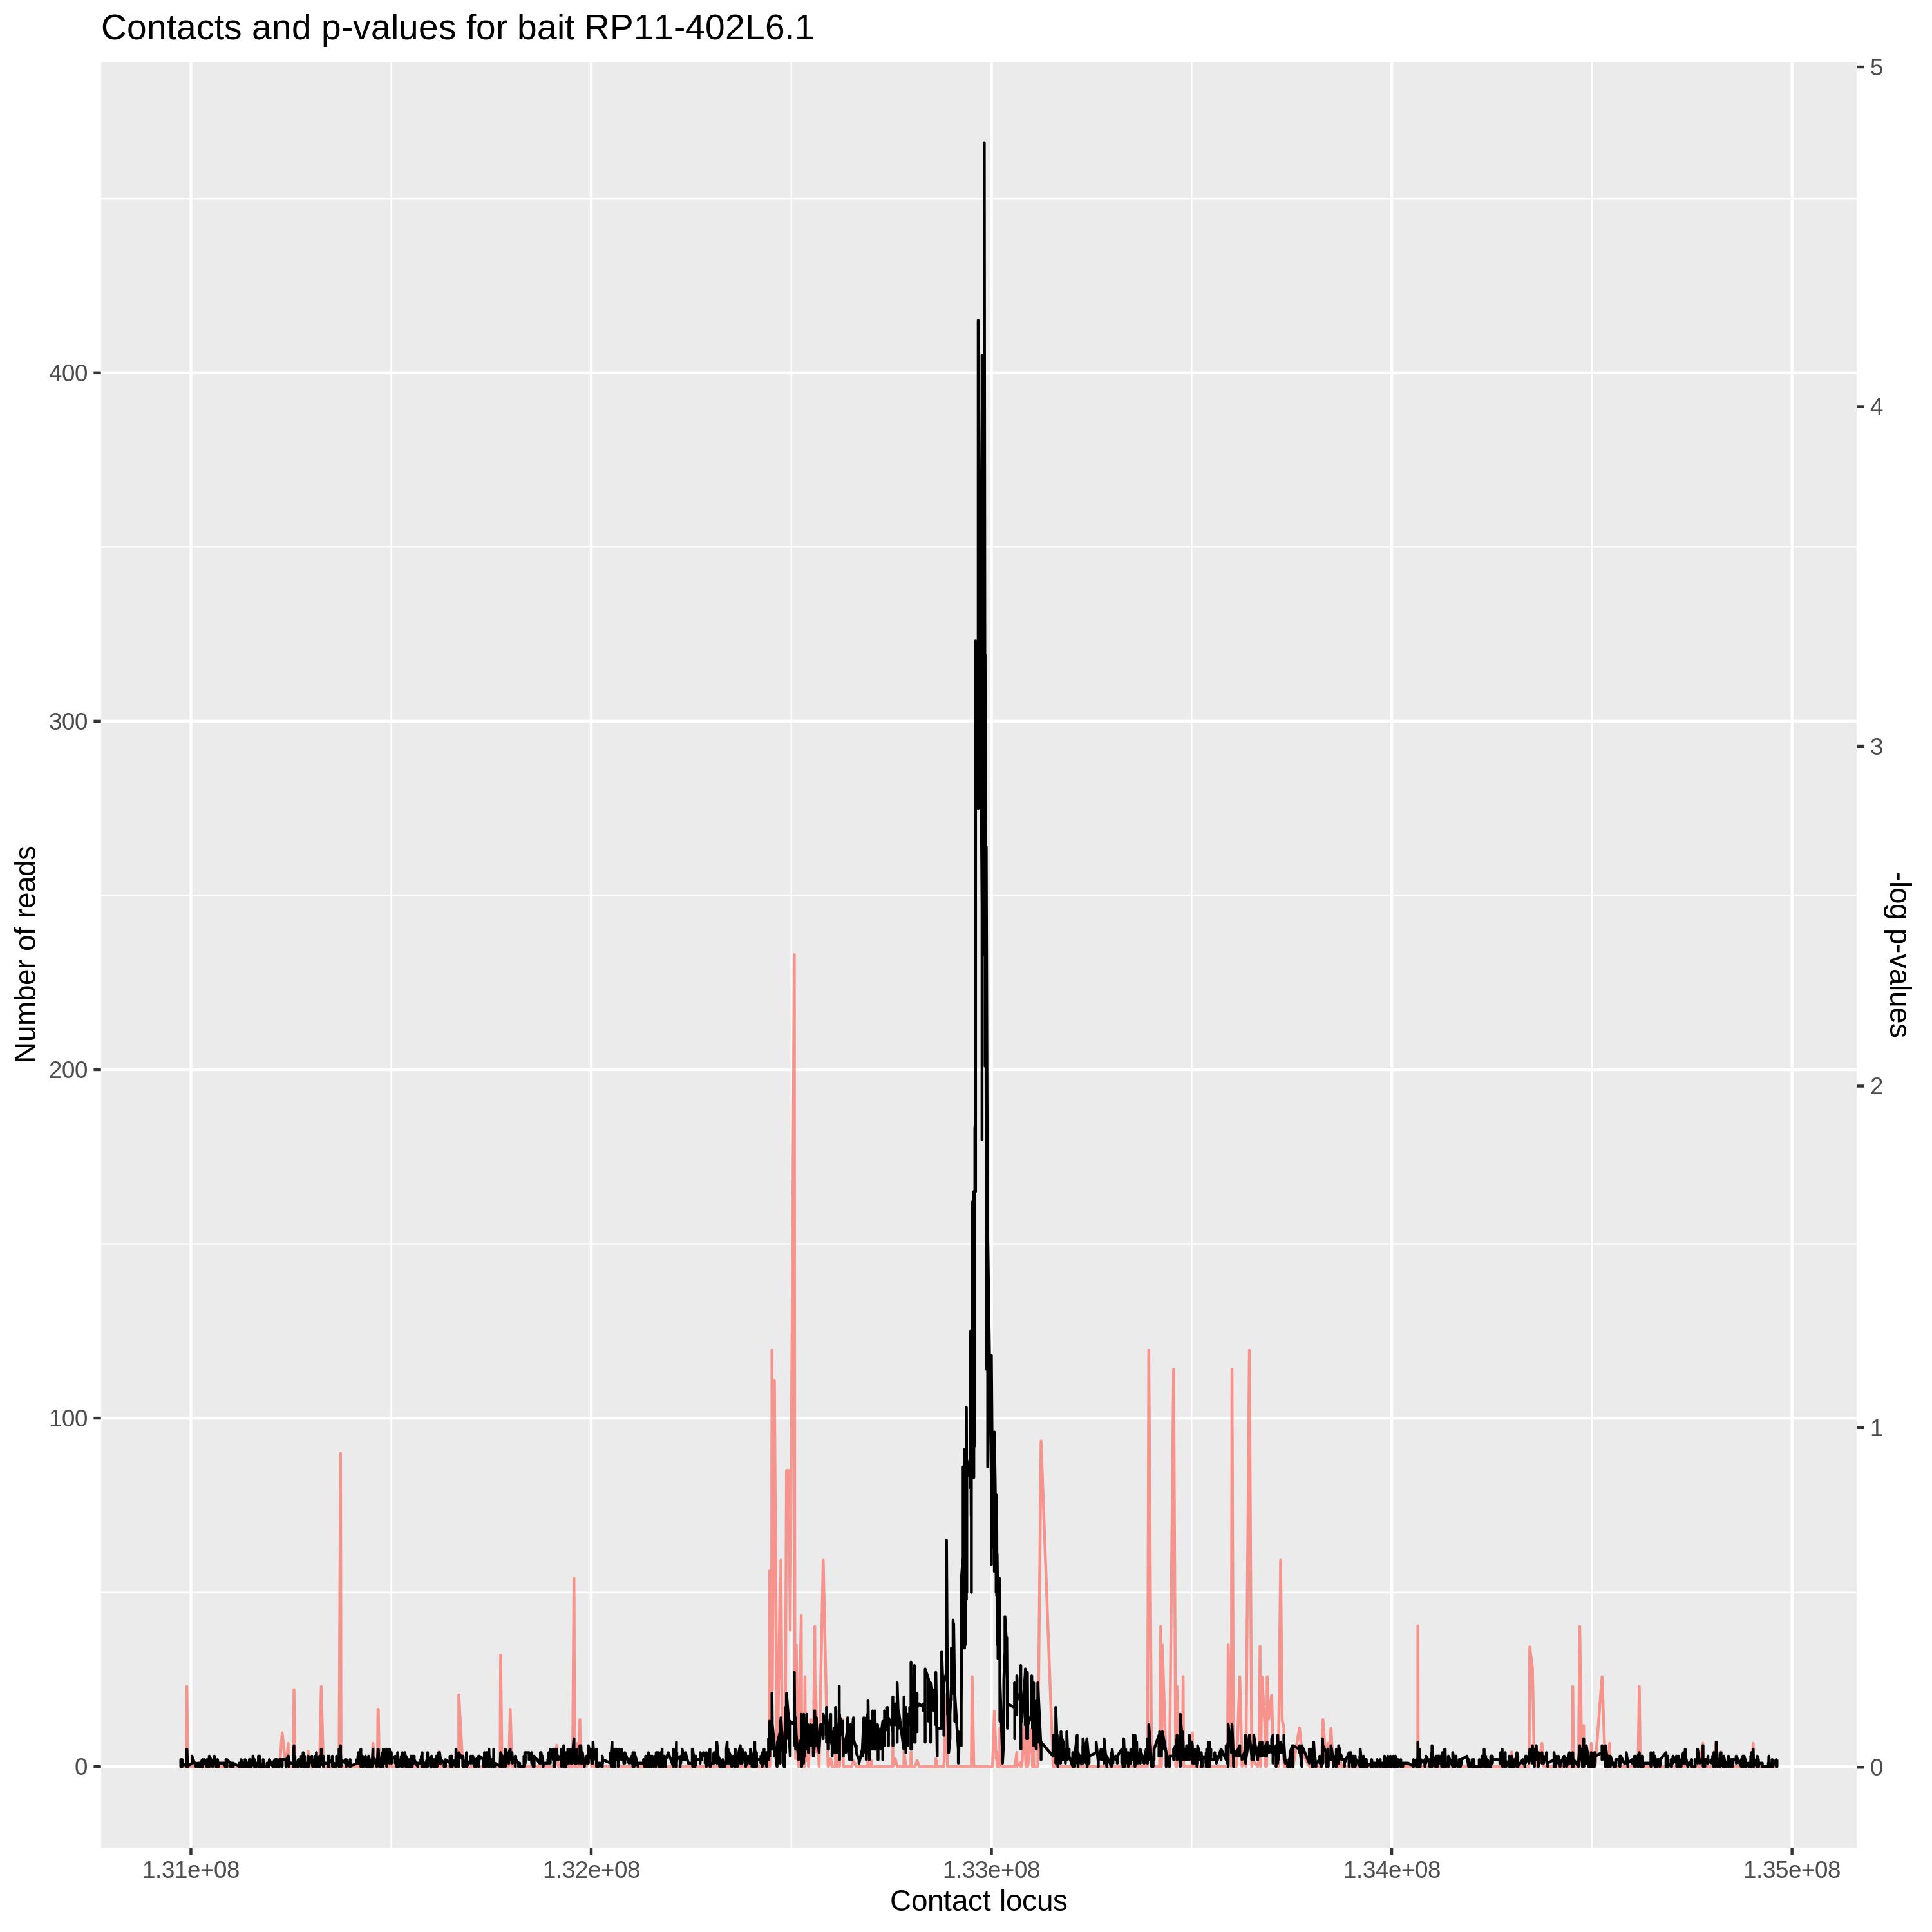 Contacts and p-values for bait RP11-402L6.1
5
4
400
3
300
Number of reads
-log p-values
2
200
1
100
0
0
1.31e+08 1.32e+08 1.33e+08 1.34e+08 1.35e+08
Contact locus